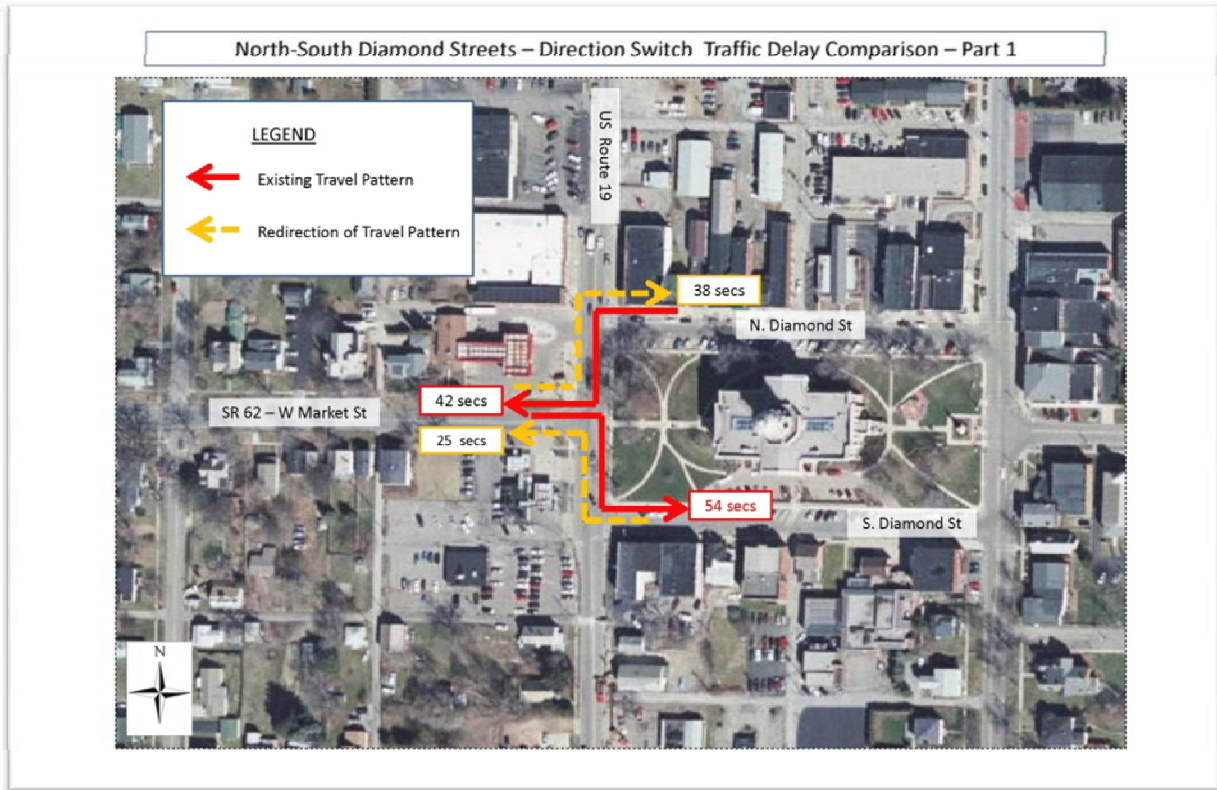 North-South Diamond Streets – Direction Switch Traffic Delay Comparison – Part 1
LEGEND
Existing Travel Pattern
Redirection of Travel Pattern
US Route 19
R
38 secs
N. Diamond St
42 secs
SR 62 – W Market St
25 secs
54 secs
S. Diamond St
N